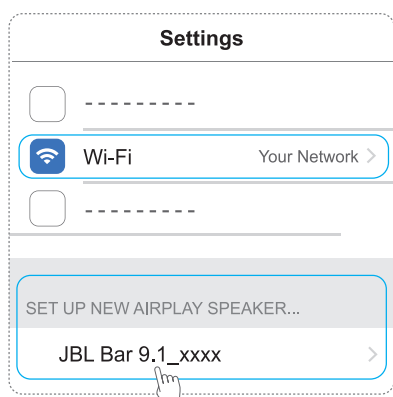 Settings
- - - - - - - - -
Wi-Fi Your Network >
- - - - - - - - -
SET UP NEW AIRPLAY SPEAKER...
JBL Bar 9.1_xxxx >